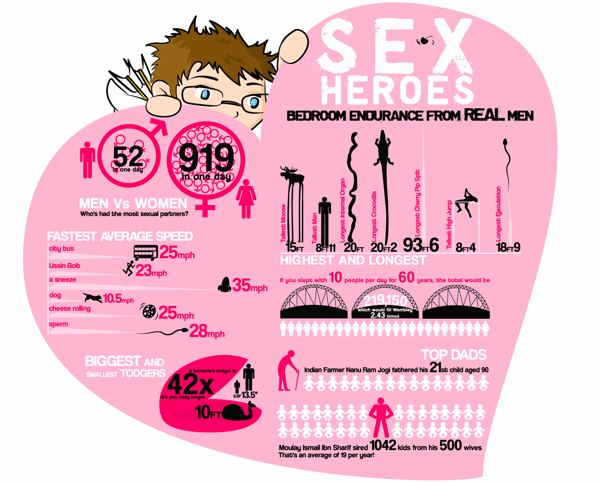 SEX
HEROES
BEDROOM ENDURANCE FROM REAL MEN
52
in one day
919
in one day
MEN Vs WOMEN
Who's had the most sexual partners?
FASTEST AVERAGE SPEED
city bus
25mph
Usain Bolb
23mph
a sneeze
35mph
dog
10.5mph
cheese rolling
25mph
sperm
28mph
BIGGEST AND
SMALLEST TODGERS
a barnacle's todger is
42x
it's own body length
13.5"
10FT
Tallest Moose
15FT
Tallest Man
8FT11
Longest Internal Organ
20FT
Longest Crocodile
20FT2
Longest Cherry Pip Spit
93FT6
Tallest High Jump
8FT4
Longest Ejaculation
18FT9
HIGHEST AND LONGEST
If you slept with 10 people per day for 60 years, the total would be
219,150
which would fill Wembley
2.43 times
TOP DADS
Indian Farmer Nanu Ram Jogi fathered his 21st child aged 90
Moulay Ismail Ibn Sharif sired 1042 kids from his 500 wives
That's an average of 19 per year!